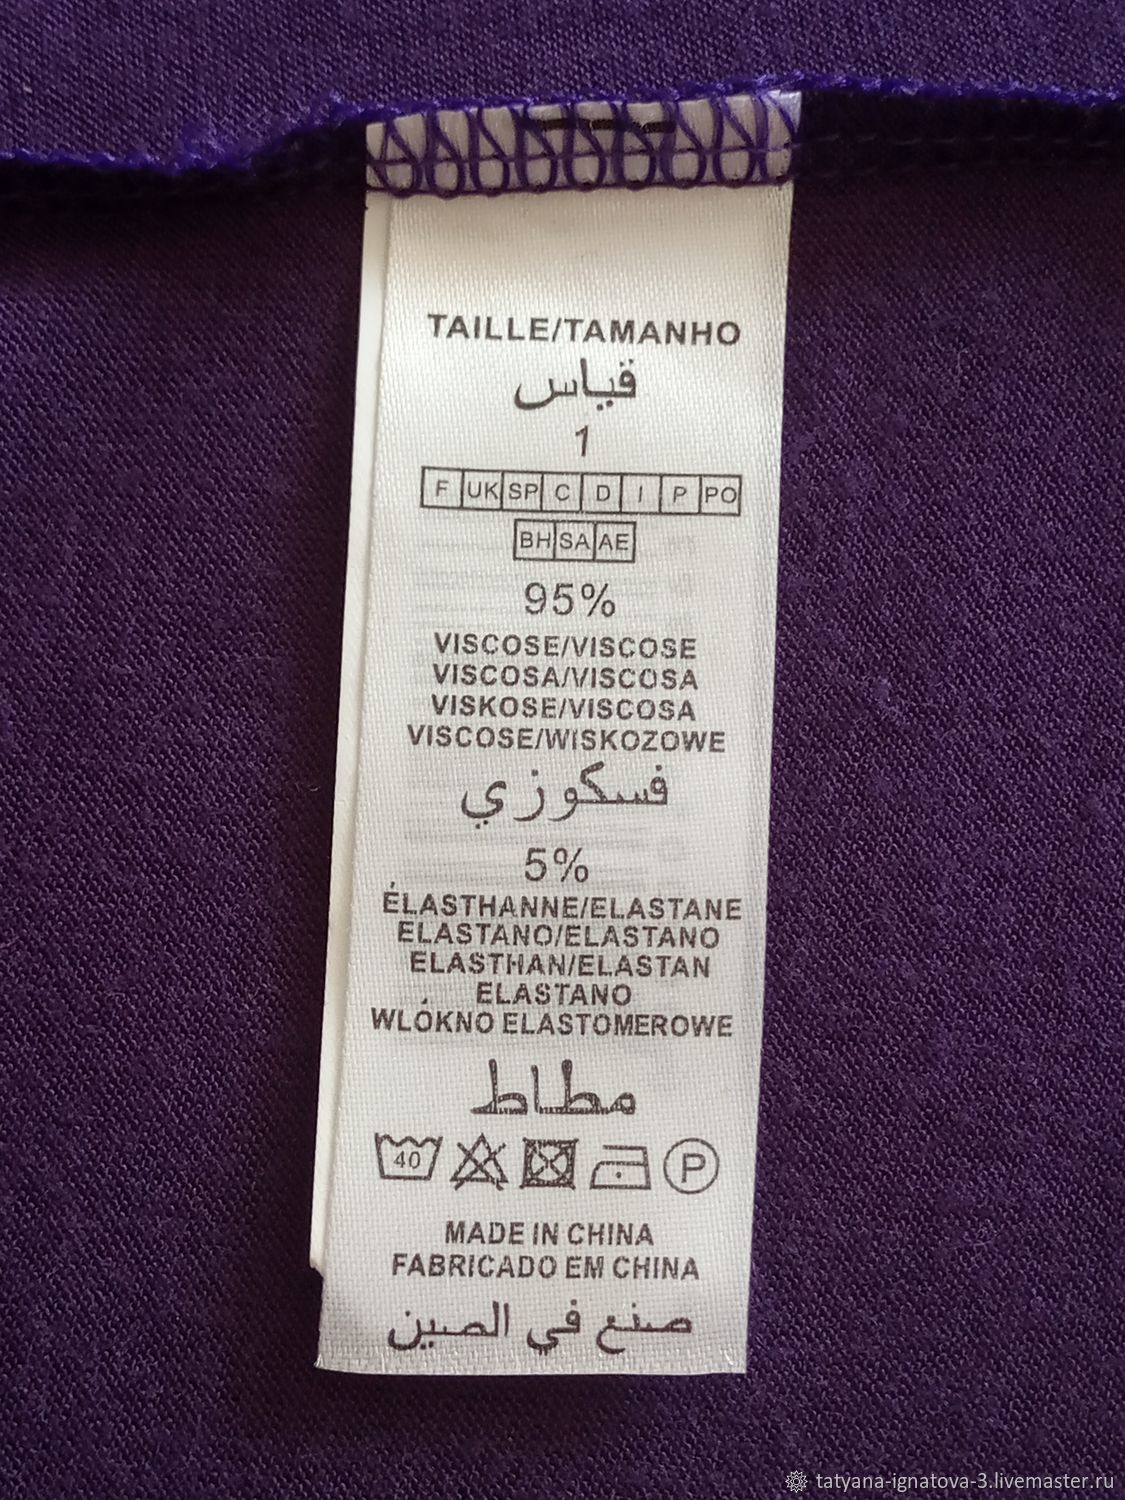 TAILLE/TAMANHO
قياس
1
F UK SP C D I P PO
BH SA AE
95%
VISCOSE/VISCOSE
VISCOSA/VISCOSA
VISKOSE/VISCOSA
VISCOSE/WISKOZOWE
فسكوزي
5%
ÉLASTHANNE/ELASTANE
ELASTANO/ELASTANO
ELASTHAN/ELASTAN
ELASTANO
WLÓKNO ELASTOMEROWE
مطاط
40 P
MADE IN CHINA
FABRICADO EM CHINA
صنع في الصين
tatyana-ignatova-3.livemaster.ru